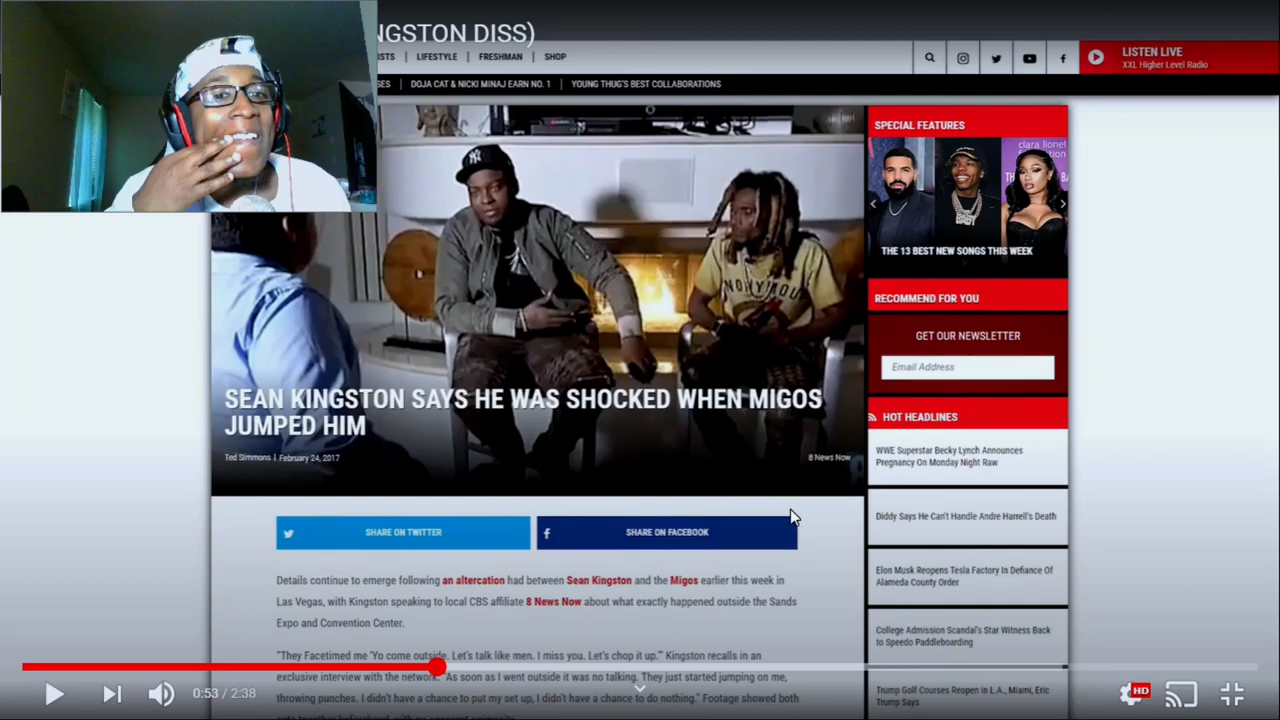 NGSTON DISS)
LIFESTYLE
FRESHMAN
SHOP
LISTEN LIVE
XXL Higher Level Radio
DOJA CAT & NICKI MINAJ EARN NO. 1
YOUNG THUG'S BEST COLLABORATIONS
SPECIAL FEATURES
clara lionel
THE 13 BEST NEW SONGS THIS WEEK
RECOMMEND FOR YOU
GET OUR NEWSLETTER
Email Address
SEAN KINGSTON SAYS HE WAS SHOCKED WHEN MIGOS
JUMPED HIM
Ted Simmons | February 24, 2017
8 News Now
HOT HEADLINES
WWE Superstar Becky Lynch Announces
Pregnancy On Monday Night Raw
Diddy Says He Can't Handle Andre Harrell's Death
Elon Musk Reopens Tesla Factory In Defiance Of
Alameda County Order
College Admission Scandal's Star Witness Back
to Speedo Paddleboarding
Trump Golf Courses Reopen in L.A., Miami, Eric
Trump Says
SHARE ON TWITTER
SHARE ON FACEBOOK
Details continue to emerge following an altercation had between Sean Kingston and the Migos earlier this week in
Las Vegas, with Kingston speaking to local CBS affiliate 8 News Now about what exactly happened outside the Sands
Expo and Convention Center.
"They Facetimed me 'Yo come outside. Let's talk like men. I miss you. Let's chop it up.'" Kingston recalls in an
exclusive interview with the network. "As soon as I went outside it was no talking. They just started jumping on me,
throwing punches. I didn't have a chance to put my set up, I didn't have a chance to do nothing." Footage showed both
0:53 / 2:38
HD